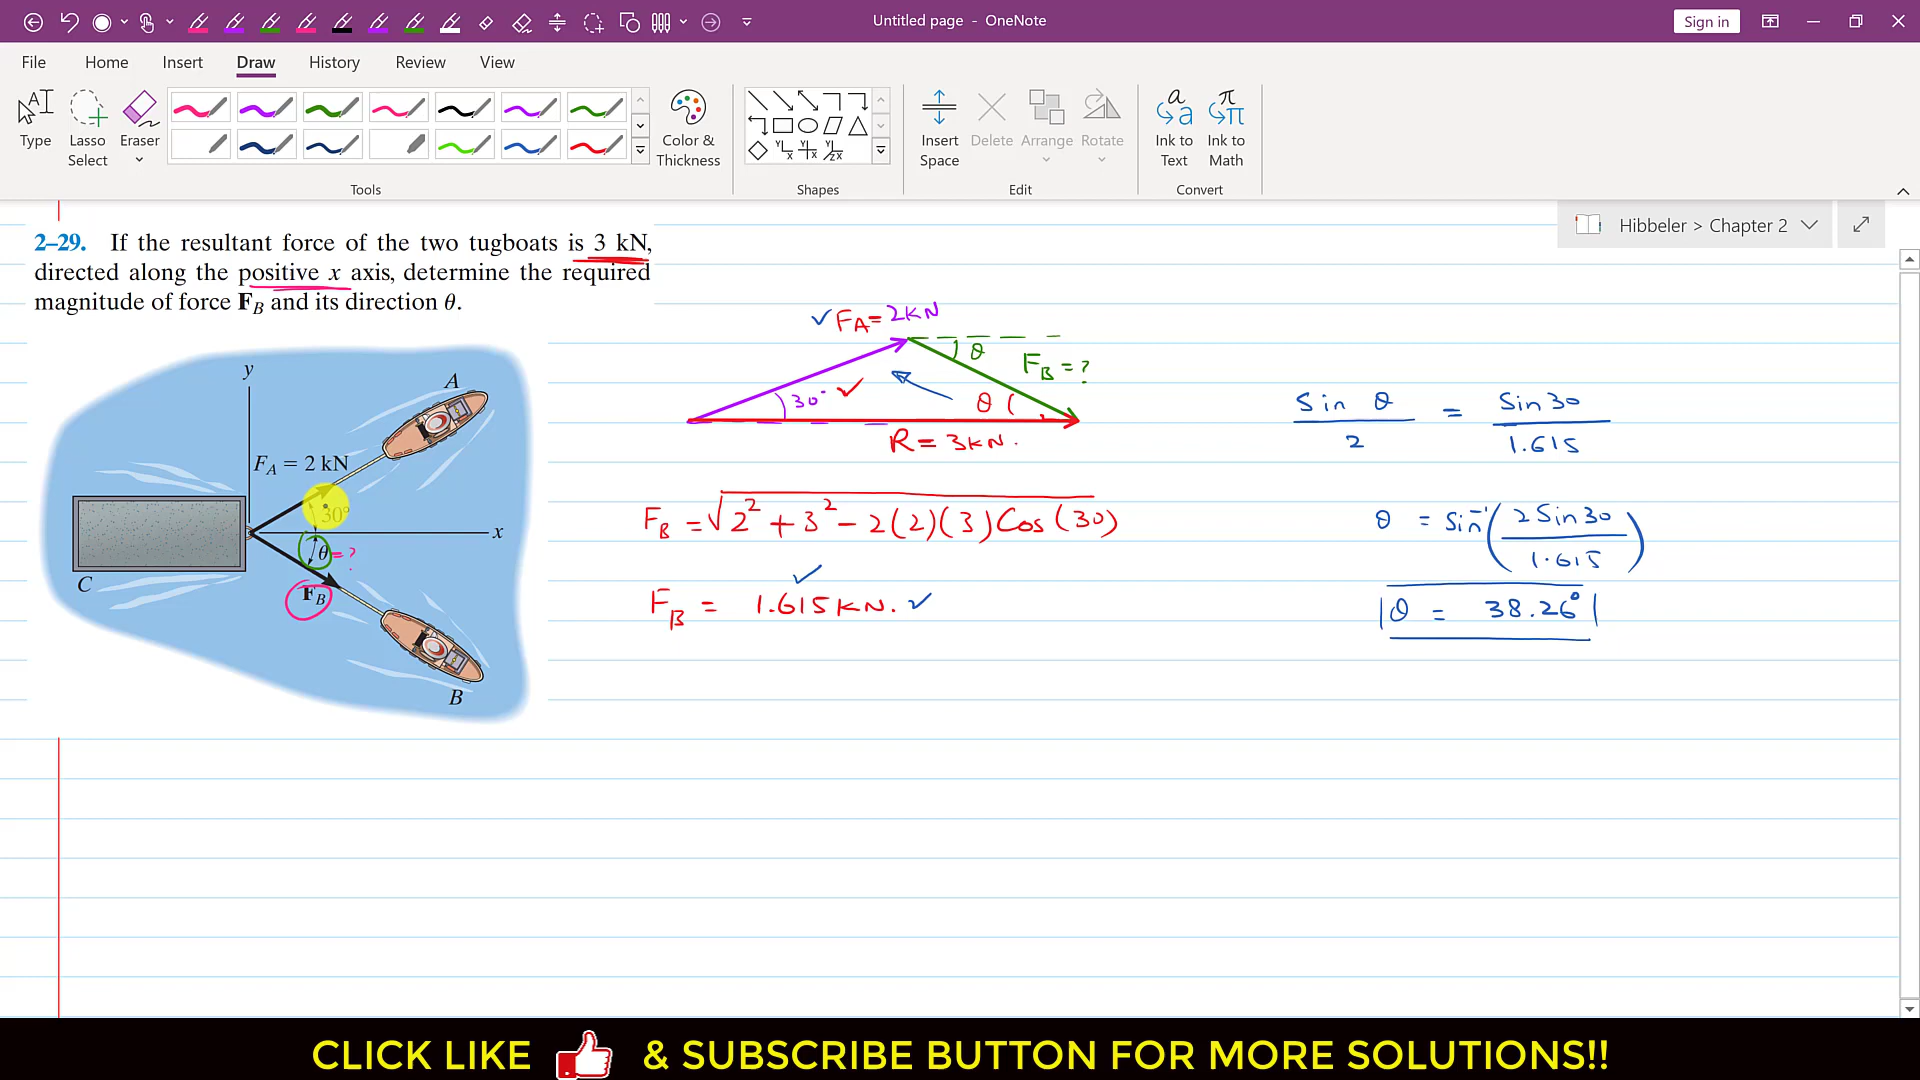 Untitled page - OneNote
Sign in
File Home Insert Draw History Review View
Type
Lasso Select
Eraser
Color & Thickness
Insert Space
Delete
Arrange
Rotate
Ink to Text
Ink to Math
Tools
Shapes
Edit
Convert
Hibbeler > Chapter 2
2–29. If the resultant force of the two tugboats is 3 kN,
directed along the positive x axis, determine the required
magnitude of force F_B and its direction θ.
y
A
F_A = 2 kN
30°
x
θ = ?
C
F_B
B
✓ F_A = 2KN
θ
F_B = ?
30° ✓
θ
R = 3KN.
F_B = √2² + 3² - 2(2)(3)Cos(30)
✓
F_B = 1.615KN. ✓
Sin θ / 2 = Sin30 / 1.615
θ = sin⁻¹(2Sin30 / 1.615)
θ = 38.26°
CLICK LIKE & SUBSCRIBE BUTTON FOR MORE SOLUTIONS!!